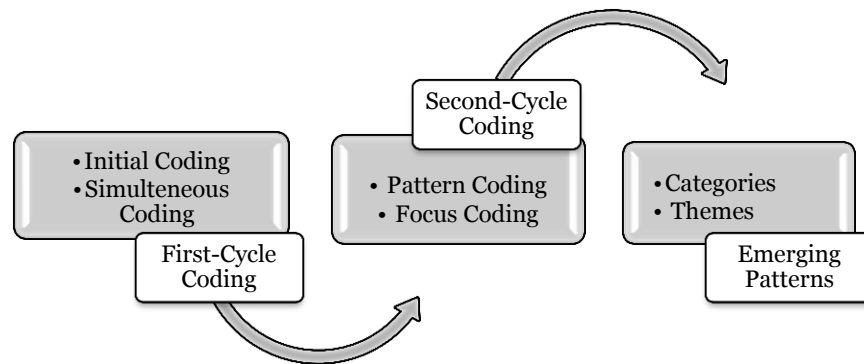 • Initial Coding
• Simulteneous
Coding
First-Cycle
Coding
Second-Cycle
Coding
• Pattern Coding
• Focus Coding
• Categories
• Themes
Emerging
Patterns